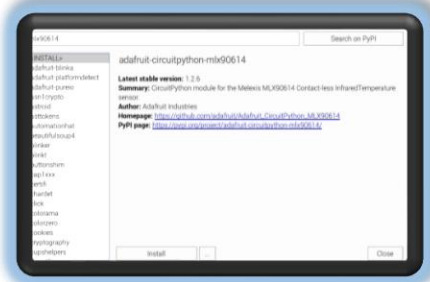 mlx90614
Search on PyPI
<INSTALL>
adafruit-blinka
adafruit-platformdetect
adafruit-pureio
asttokens
automationhat
beautifulsoup4
blinker
blinkt
buttonshim
cap1xxx
certifi
chardet
click
colorama
colorzero
cookies
cryptography
cupshelpers
adafruit-circuitpython-mlx90614
Latest stable version: 1.2.6
Summary: CircuitPython module for the Melexis MLX90614 Contact-less InfraredTemperature
sensor.
Author: Adafruit Industries
Homepage: https://github.com/adafruit/Adafruit_CircuitPython_MLX90614
PyPI page: https://pypi.org/project/adafruit-circuitpython-mlx90614/
Install
...
Close